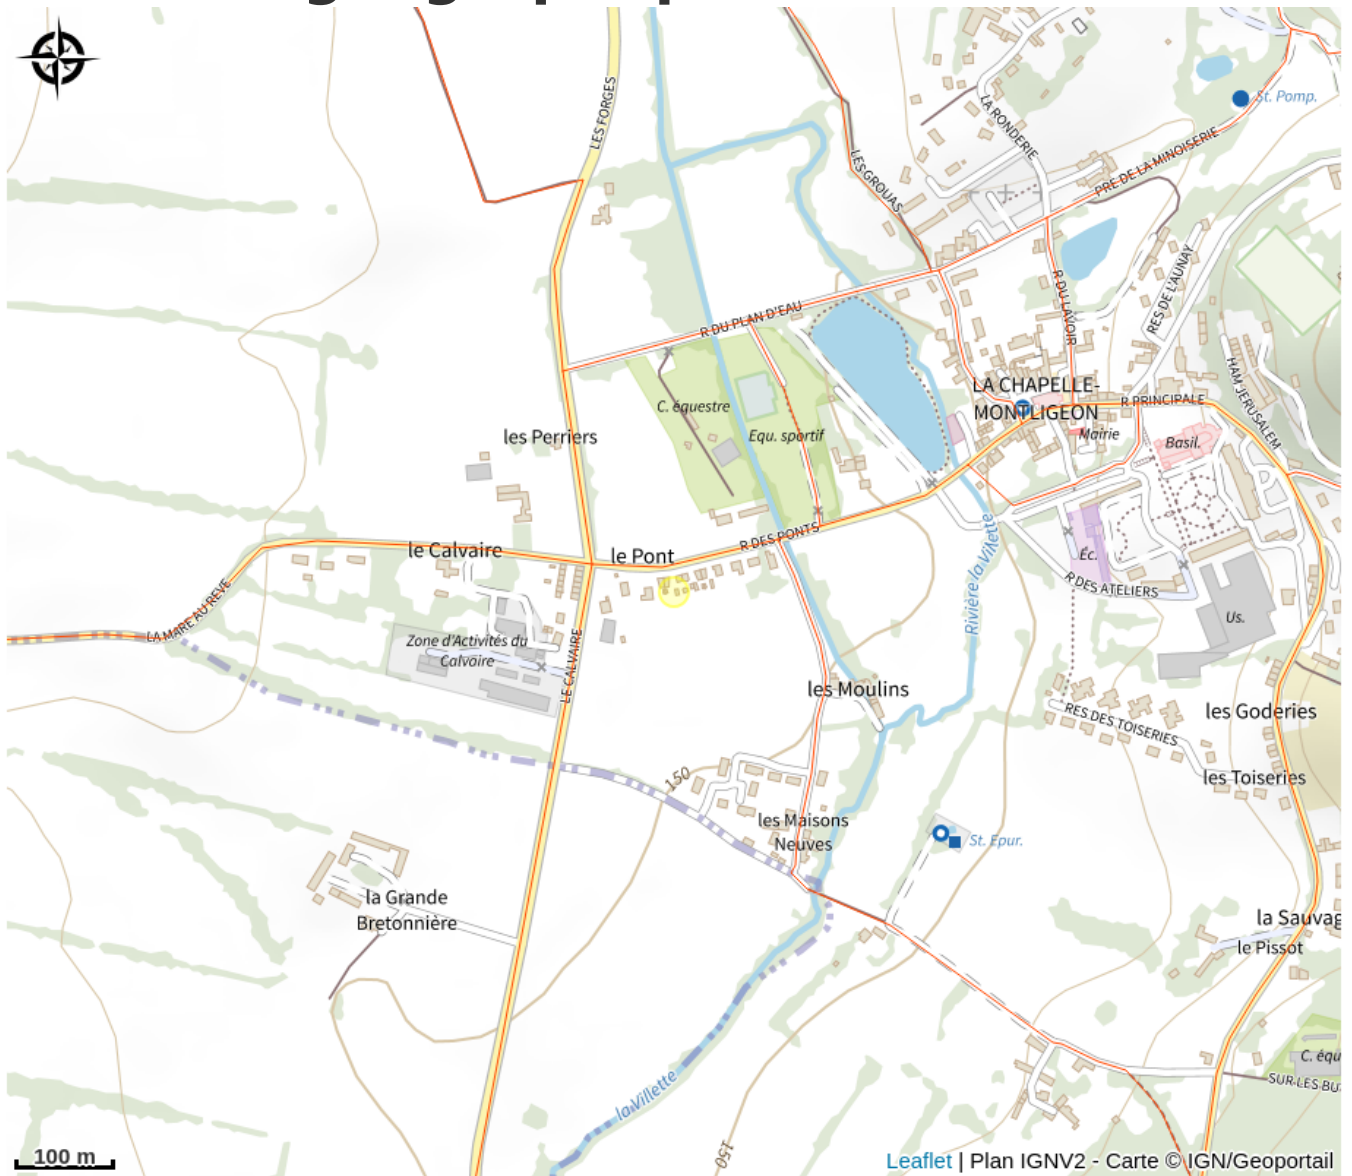 LES FORGES
LA RONDERIE
St. Pomp.
PRE DE LA MINOISERIE
LES GROUAS
RES DE L'AUNAY
R DU LAVOIR
R DU PLAN D'EAU
HAM JERUSALEM
LA CHAPELLE-
MONTLIGEON
R PRINCIPALE
C. équestre
Equ. sportif
Mairie
Basil.
les Perriers
le Calvaire
le Pont
R DES PONTS
Rivière la Villette
Éc.
R DES ATELIERS
LA MARE AU REVE
Us.
Zone d'Activités du
Calvaire
LE CALVAIRE
les Moulins
RES DES TOISERIES
les Goderies
les Toiseries
150
les Maisons
Neuves
St. Epur.
la Grande
Bretonnière
la Sauvag
le Pissot
C. équ
SUR LES BU
la Villette
150
100 m
Leaflet | Plan IGNV2 - Carte © IGN/Geoportail